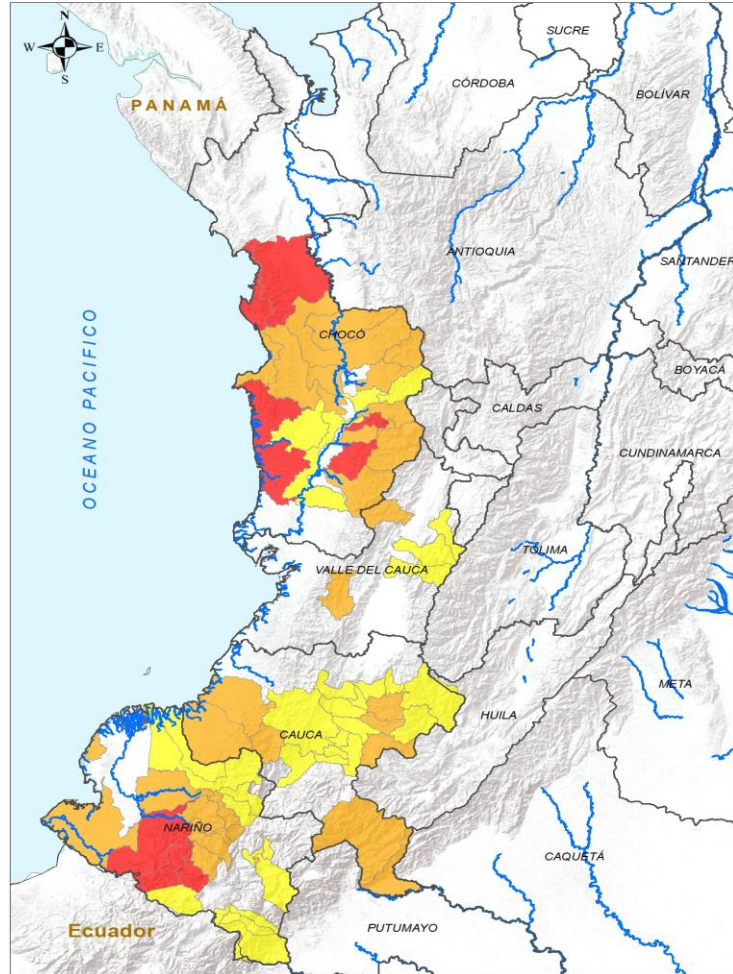 N
W E
S
SUCRE
CÓRDOBA
BOLÍVAR
PANAMÁ
ANTIOQUIA
SANTANDER
OCEANO PACIFICO
CHOCÓ
BOYACÁ
CALDAS
CUNDINAMARCA
TOLIMA
VALLE DEL CAUCA
META
HUILA
CAUCA
NARIÑO
CAQUETÁ
Ecuador
PUTUMAYO